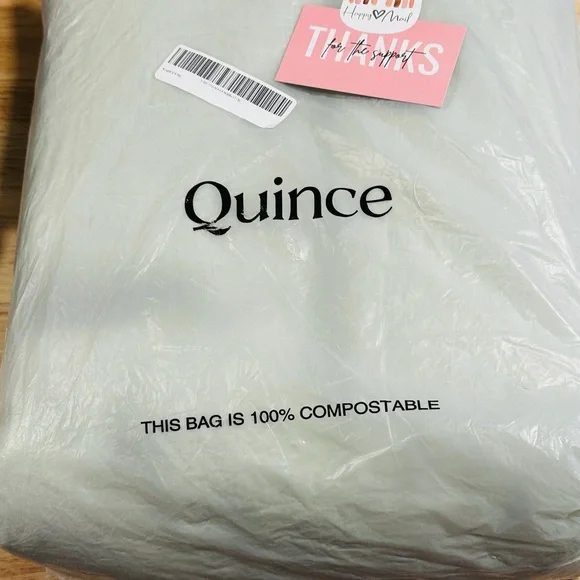 Happy Mail
THANKS
for the support
Quince
THIS BAG IS 100% COMPOSTABLE